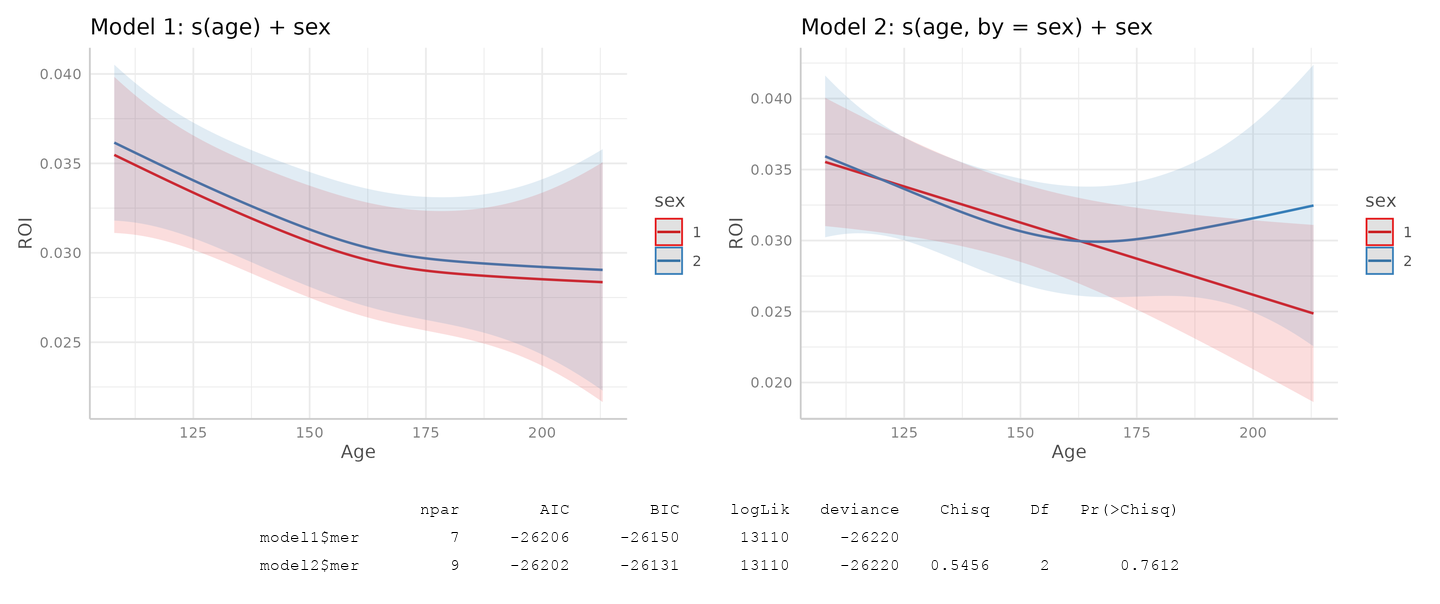 Model 1: s(age) + sex
0.040
0.035
0.030
0.025
ROI
125 150 175 200
Age
sex
1
2
Model 2: s(age, by = sex) + sex
0.040
0.035
0.030
0.025
0.020
ROI
125 150 175 200
Age
sex
1
2
npar AIC BIC logLik deviance Chisq Df Pr(>Chisq)
model1$mer 7 -26206 -26150 13110 -26220
model2$mer 9 -26202 -26131 13110 -26220 0.5456 2 0.7612